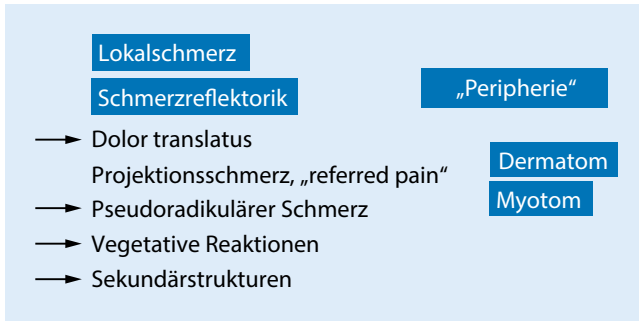 Lokalschmerz
Schmerzreflektorik
„Peripherie“
→ Dolor translatus
Projektionsschmerz, „referred pain“
Dermatom
→ Pseudoradikulärer Schmerz
Myotom
→ Vegetative Reaktionen
→ Sekundärstrukturen